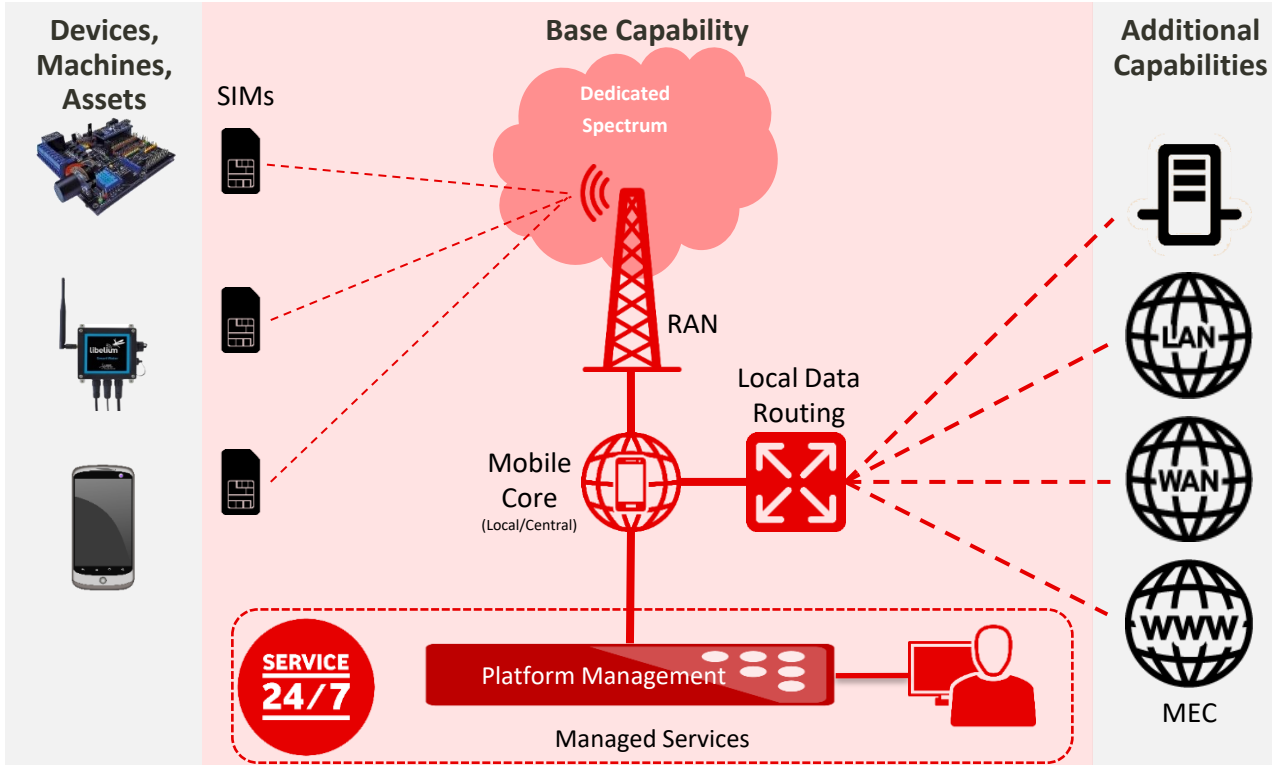 Devices,
Machines,
Assets
Base Capability
Additional
Capabilities
SIMs
Dedicated
Spectrum
RAN
LAN
libelium
Local Data
Routing
Mobile
Core
(Local/Central)
WAN
WWW
SERVICE
24/7
Platform Management
MEC
Managed Services